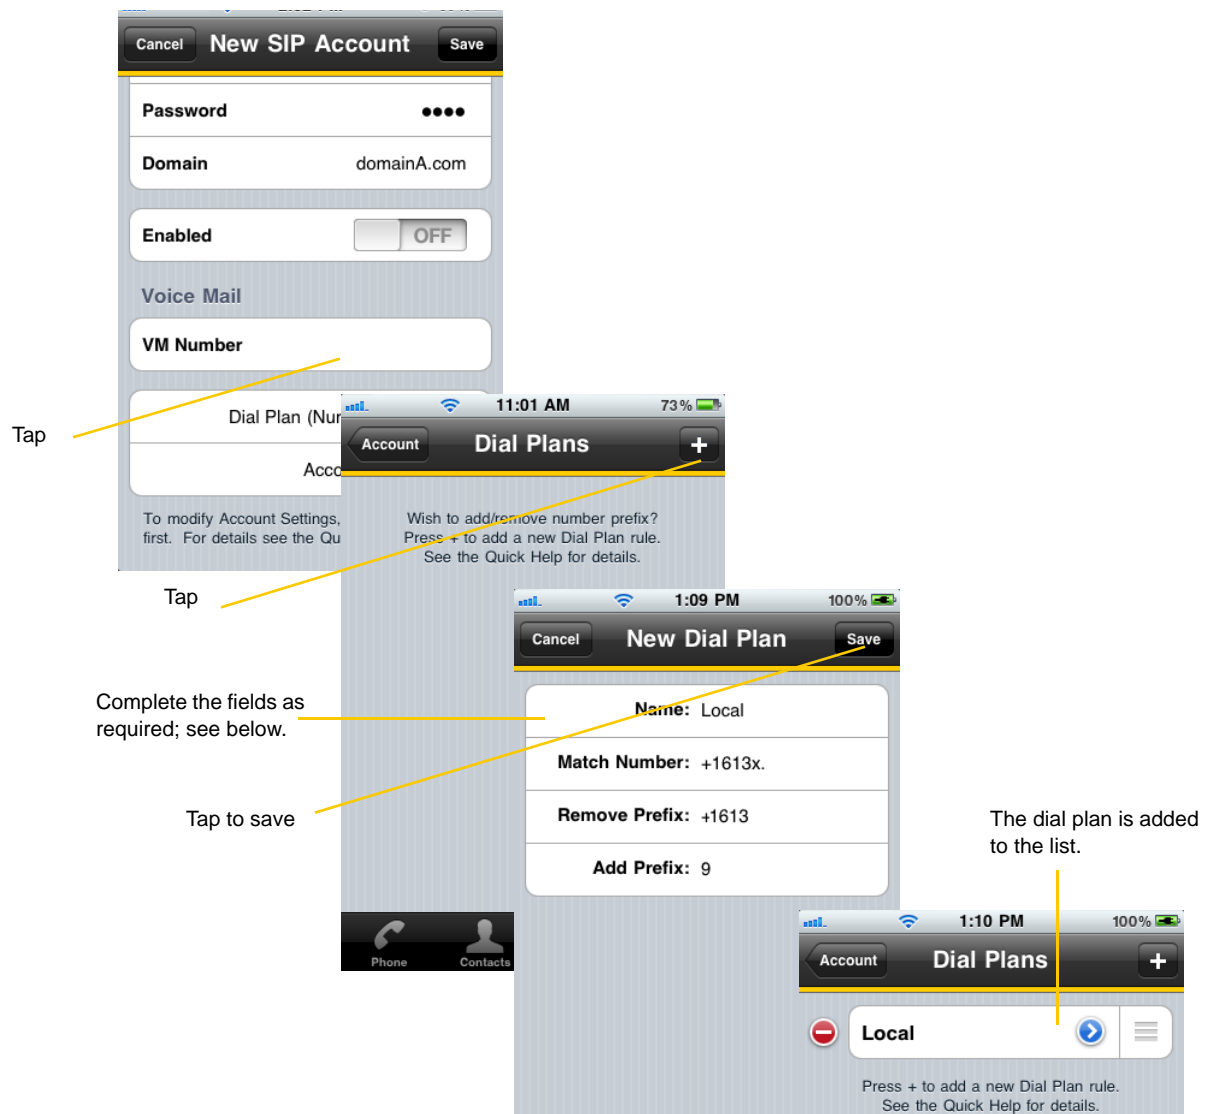 Cancel New SIP Account Save
Password ●●●●
Domain domainA.com
Enabled OFF
Voice Mail
VM Number
Tap
Dial Plan (Nur
Acco
To modify Account Settings,
first. For details see the Qu
11:01 AM 73%
Account Dial Plans +
Wish to add/remove number prefix?
Press + to add a new Dial Plan rule.
See the Quick Help for details.
Tap
Phone Contacts
1:09 PM 100%
Cancel New Dial Plan Save
Complete the fields as
required; see below.
Name: Local
Match Number: +1613x.
Remove Prefix: +1613
Add Prefix: 9
Tap to save
The dial plan is added
to the list.
1:10 PM 100%
Account Dial Plans +
Local
Press + to add a new Dial Plan rule.
See the Quick Help for details.